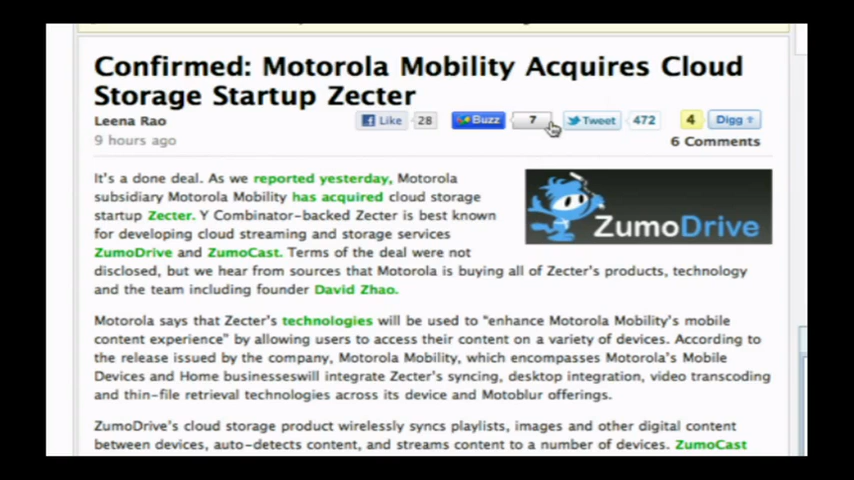 Confirmed: Motorola Mobility Acquires Cloud
Storage Startup Zecter
Leena Rao
Like 28 Buzz 7 Tweet 472 4 Digg
9 hours ago
6 Comments
It's a done deal. As we reported yesterday, Motorola
subsidiary Motorola Mobility has acquired cloud storage
startup Zecter. Y Combinator-backed Zecter is best known
for developing cloud streaming and storage services
ZumoDrive and ZumoCast. Terms of the deal were not
disclosed, but we hear from sources that Motorola is buying all of Zecter's products, technology
and the team including founder David Zhao.
ZumoDrive
Motorola says that Zecter's technologies will be used to "enhance Motorola Mobility's mobile
content experience" by allowing users to access their content on a variety of devices. According to
the release issued by the company, Motorola Mobility, which encompasses Motorola's Mobile
Devices and Home businesseswill integrate Zecter's syncing, desktop integration, video transcoding
and thin-file retrieval technologies across its device and Motoblur offerings.
ZumoDrive's cloud storage product wirelessly syncs playlists, images and other digital content
between devices, auto-detects content, and streams content to a number of devices. ZumoCast